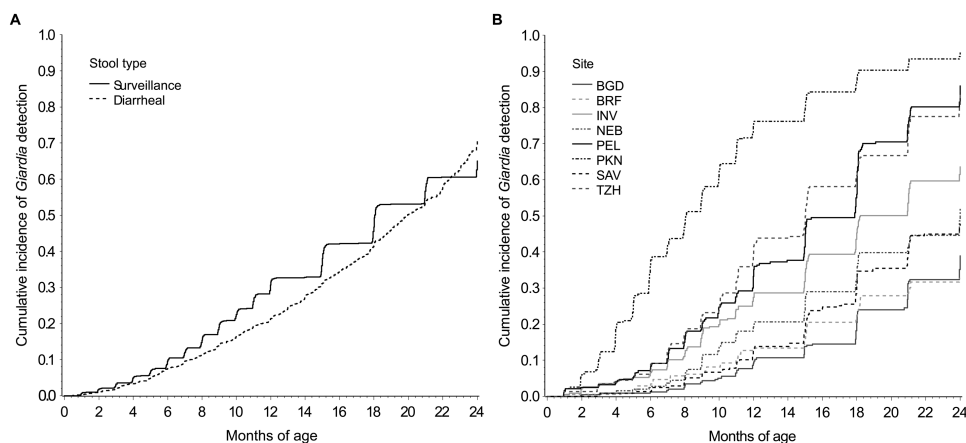 A
Cumulative incidence of Giardia detection
1.0
0.9
0.8
0.7
0.6
0.5
0.4
0.3
0.2
0.1
0.0
Stool type
Surveillance
Diarrheal
0 2 4 6 8 10 12 14 16 18 20 22 24
Months of age
B
Cumulative incidence of Giardia detection
1.0
0.9
0.8
0.7
0.6
0.5
0.4
0.3
0.2
0.1
0.0
Site
BGD
BRF
INV
NEB
PEL
PKN
SAV
TZH
0 2 4 6 8 10 12 14 16 18 20 22 24
Months of age